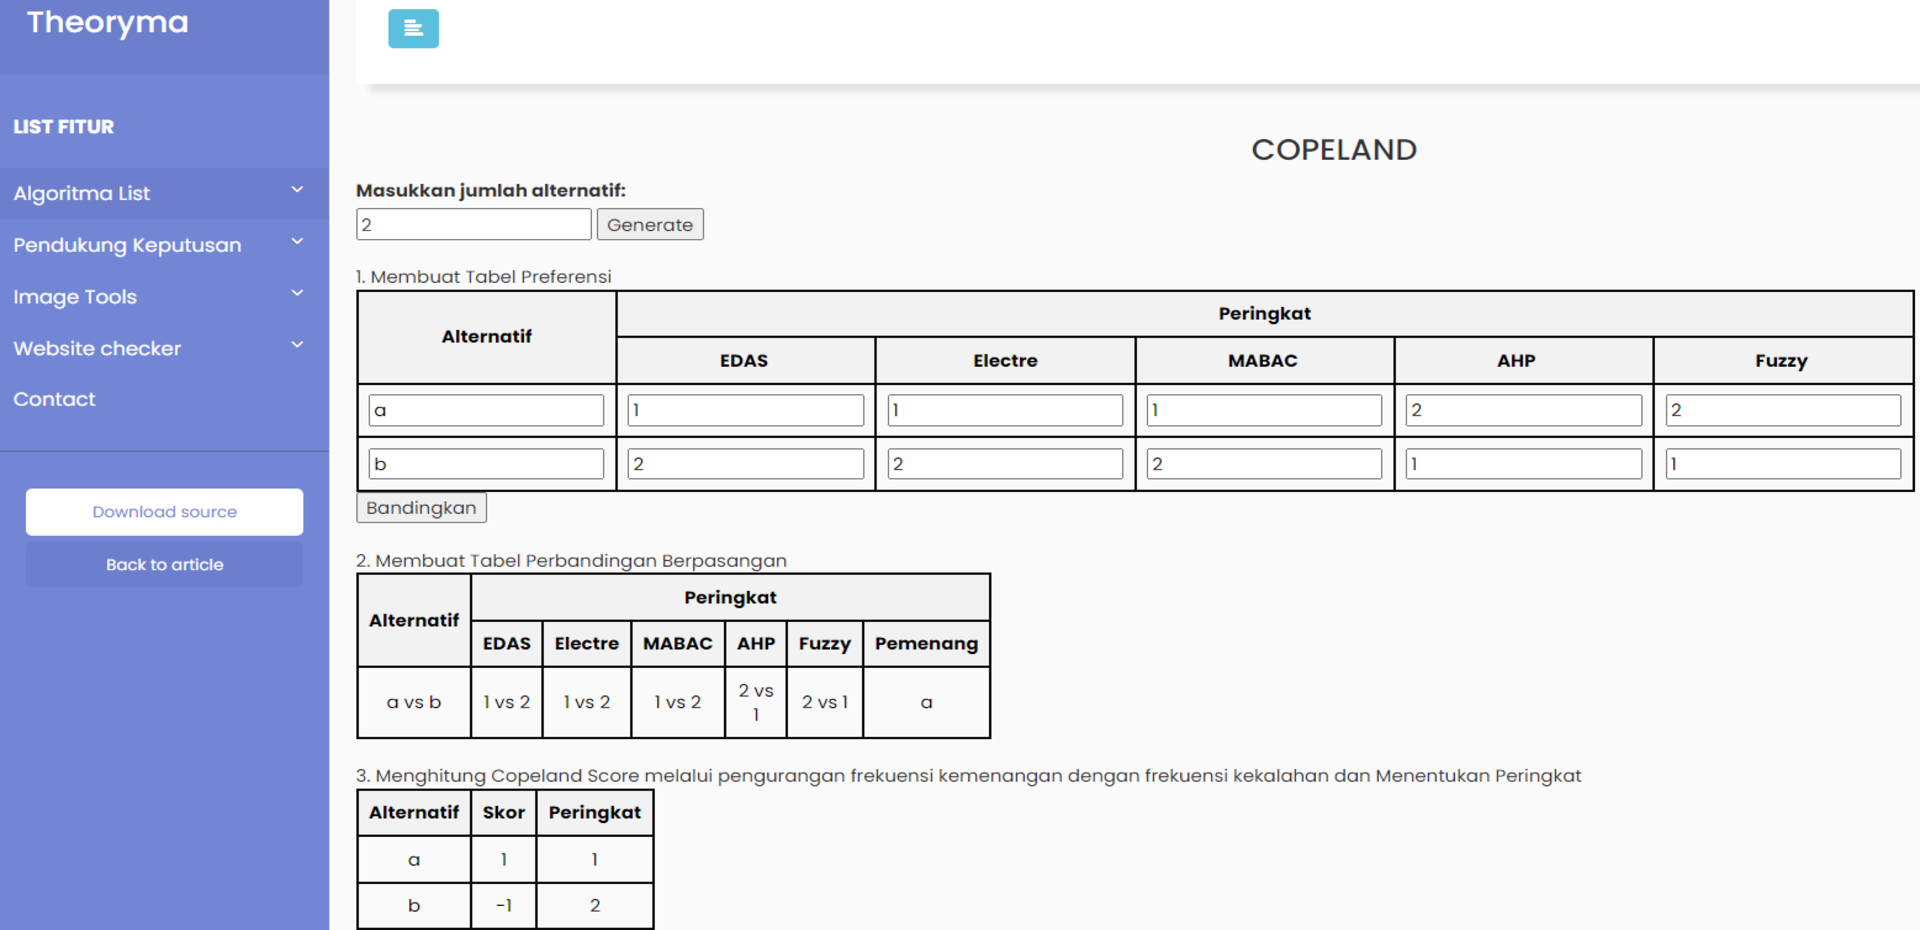 Theoryma
LIST FITUR
Algoritma List
Pendukung Keputusan
Image Tools
Website checker
Contact
Download source
Back to article
COPELAND
Masukkan jumlah alternatif:
2 Generate
1. Membuat Tabel Preferensi
Alternatif Peringkat
EDAS Electre MABAC AHP Fuzzy
a 1 1 1 2 2
b 2 2 2 1 1
Bandingkan
2. Membuat Tabel Perbandingan Berpasangan
Alternatif Peringkat
EDAS Electre MABAC AHP Fuzzy Pemenang
a vs b 1 vs 2 1 vs 2 1 vs 2 2 vs 1 2 vs 1 a
3. Menghitung Copeland Score melalui pengurangan frekuensi kemenangan dengan frekuensi kekalahan dan Menentukan Peringkat
Alternatif Skor Peringkat
a 1 1
b -1 2